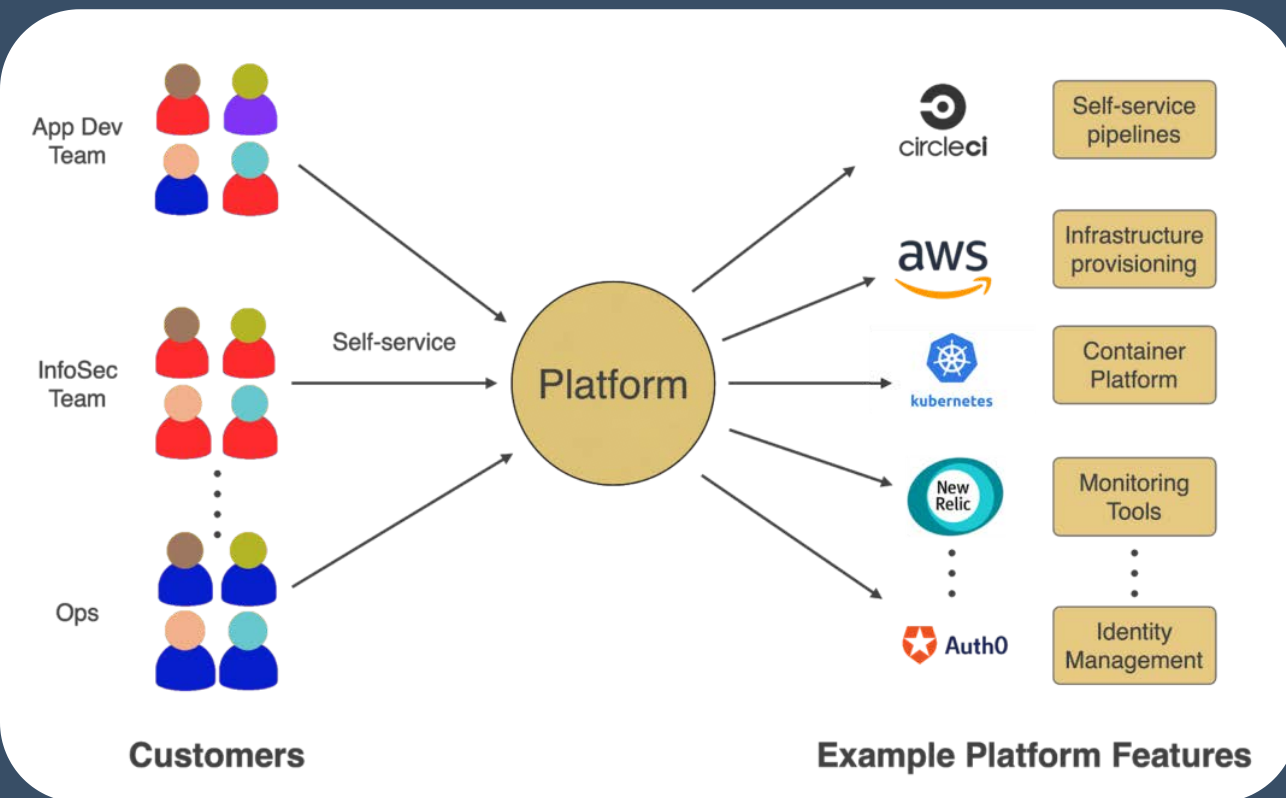 App Dev
Team
InfoSec
Team
Ops
Customers
Self-service
Platform
circleci
Self-service
pipelines
aws
Infrastructure
provisioning
kubernetes
Container
Platform
New
Relic
Monitoring
Tools
Auth0
Identity
Management
Example Platform Features